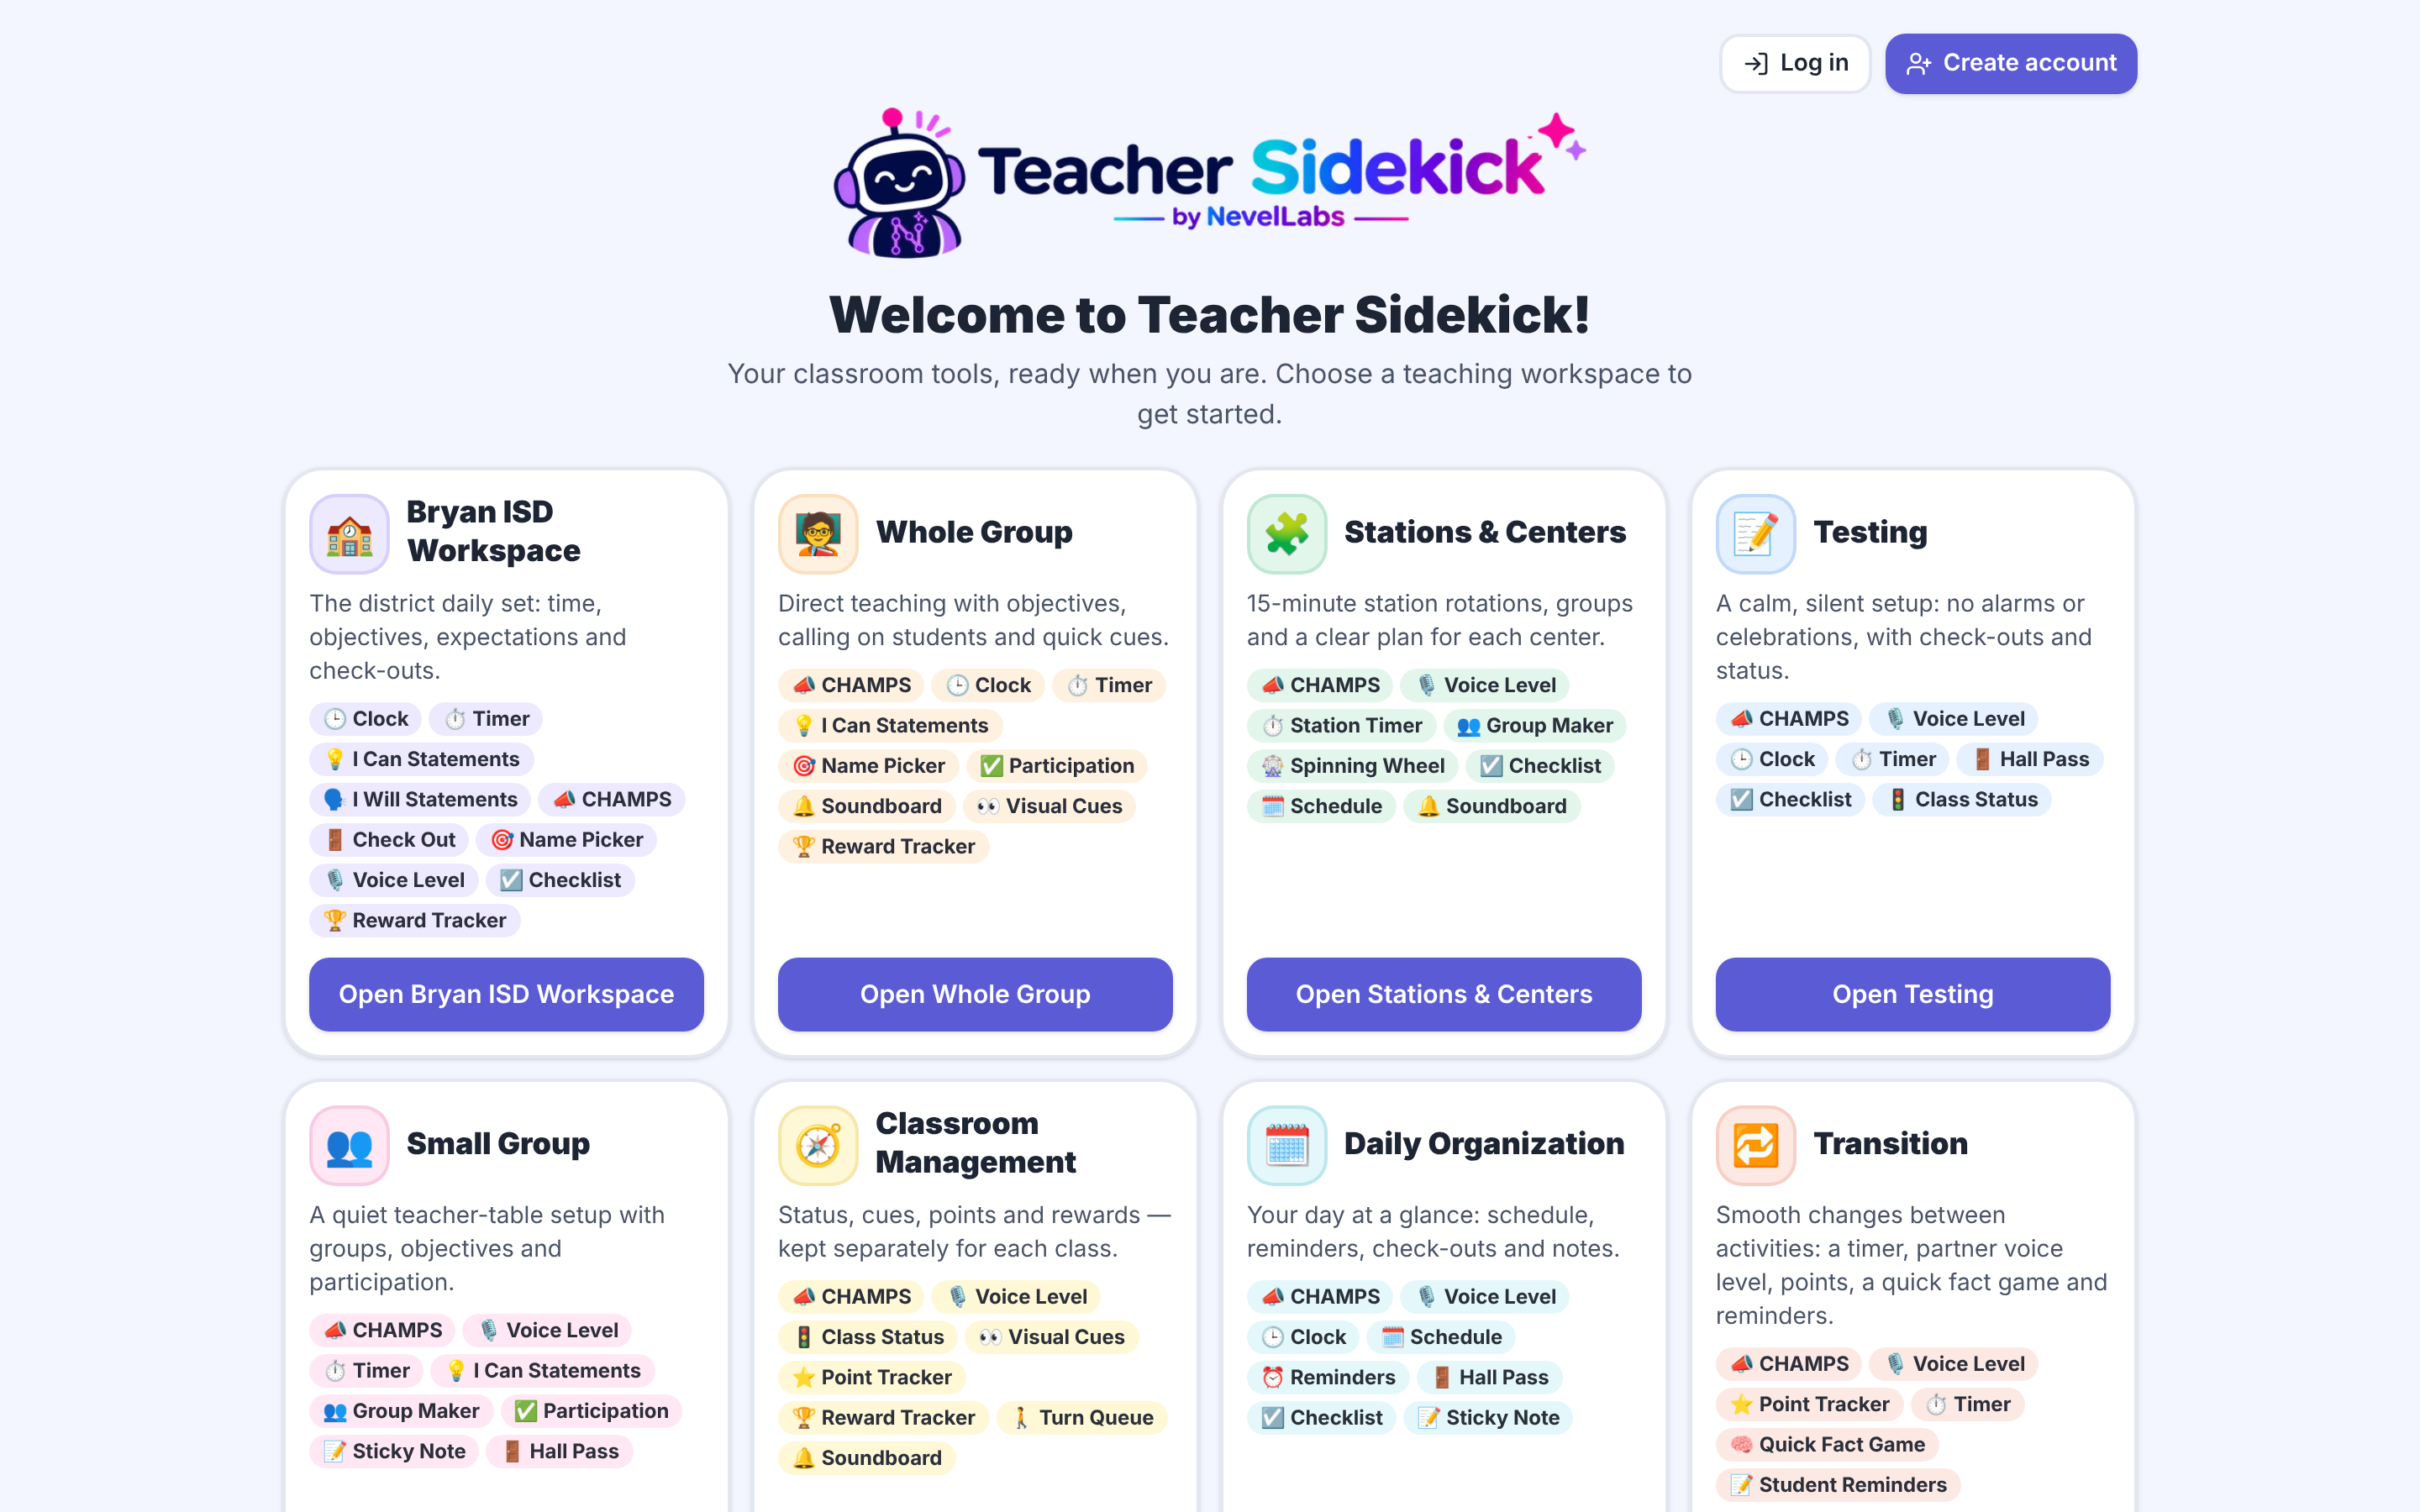 Log in
Create account
Teacher Sidekick
by NevelLabs
Welcome to Teacher Sidekick!
Your classroom tools, ready when you are. Choose a teaching workspace to
get started.
Bryan ISD
Workspace
The district daily set: time,
objectives, expectations and
check-outs.
Clock
Timer
I Can Statements
I Will Statements
CHAMPS
Check Out
Name Picker
Voice Level
Checklist
Reward Tracker
Open Bryan ISD Workspace
Whole Group
Direct teaching with objectives,
calling on students and quick cues.
CHAMPS
Clock
Timer
I Can Statements
Name Picker
Participation
Soundboard
Visual Cues
Reward Tracker
Open Whole Group
Stations & Centers
15-minute station rotations, groups
and a clear plan for each center.
CHAMPS
Voice Level
Station Timer
Group Maker
Spinning Wheel
Checklist
Schedule
Soundboard
Open Stations & Centers
Testing
A calm, silent setup: no alarms or
celebrations, with check-outs and
status.
CHAMPS
Voice Level
Clock
Timer
Hall Pass
Checklist
Class Status
Open Testing
Small Group
A quiet teacher-table setup with
groups, objectives and
participation.
CHAMPS
Voice Level
Timer
I Can Statements
Group Maker
Participation
Sticky Note
Hall Pass
Classroom
Management
Status, cues, points and rewards —
kept separately for each class.
CHAMPS
Voice Level
Class Status
Visual Cues
Point Tracker
Reward Tracker
Turn Queue
Soundboard
Daily Organization
Your day at a glance: schedule,
reminders, check-outs and notes.
CHAMPS
Voice Level
Clock
Schedule
Reminders
Hall Pass
Checklist
Sticky Note
Transition
Smooth changes between
activities: a timer, partner voice
level, points, a quick fact game and
reminders.
CHAMPS
Voice Level
Point Tracker
Timer
Quick Fact Game
Student Reminders